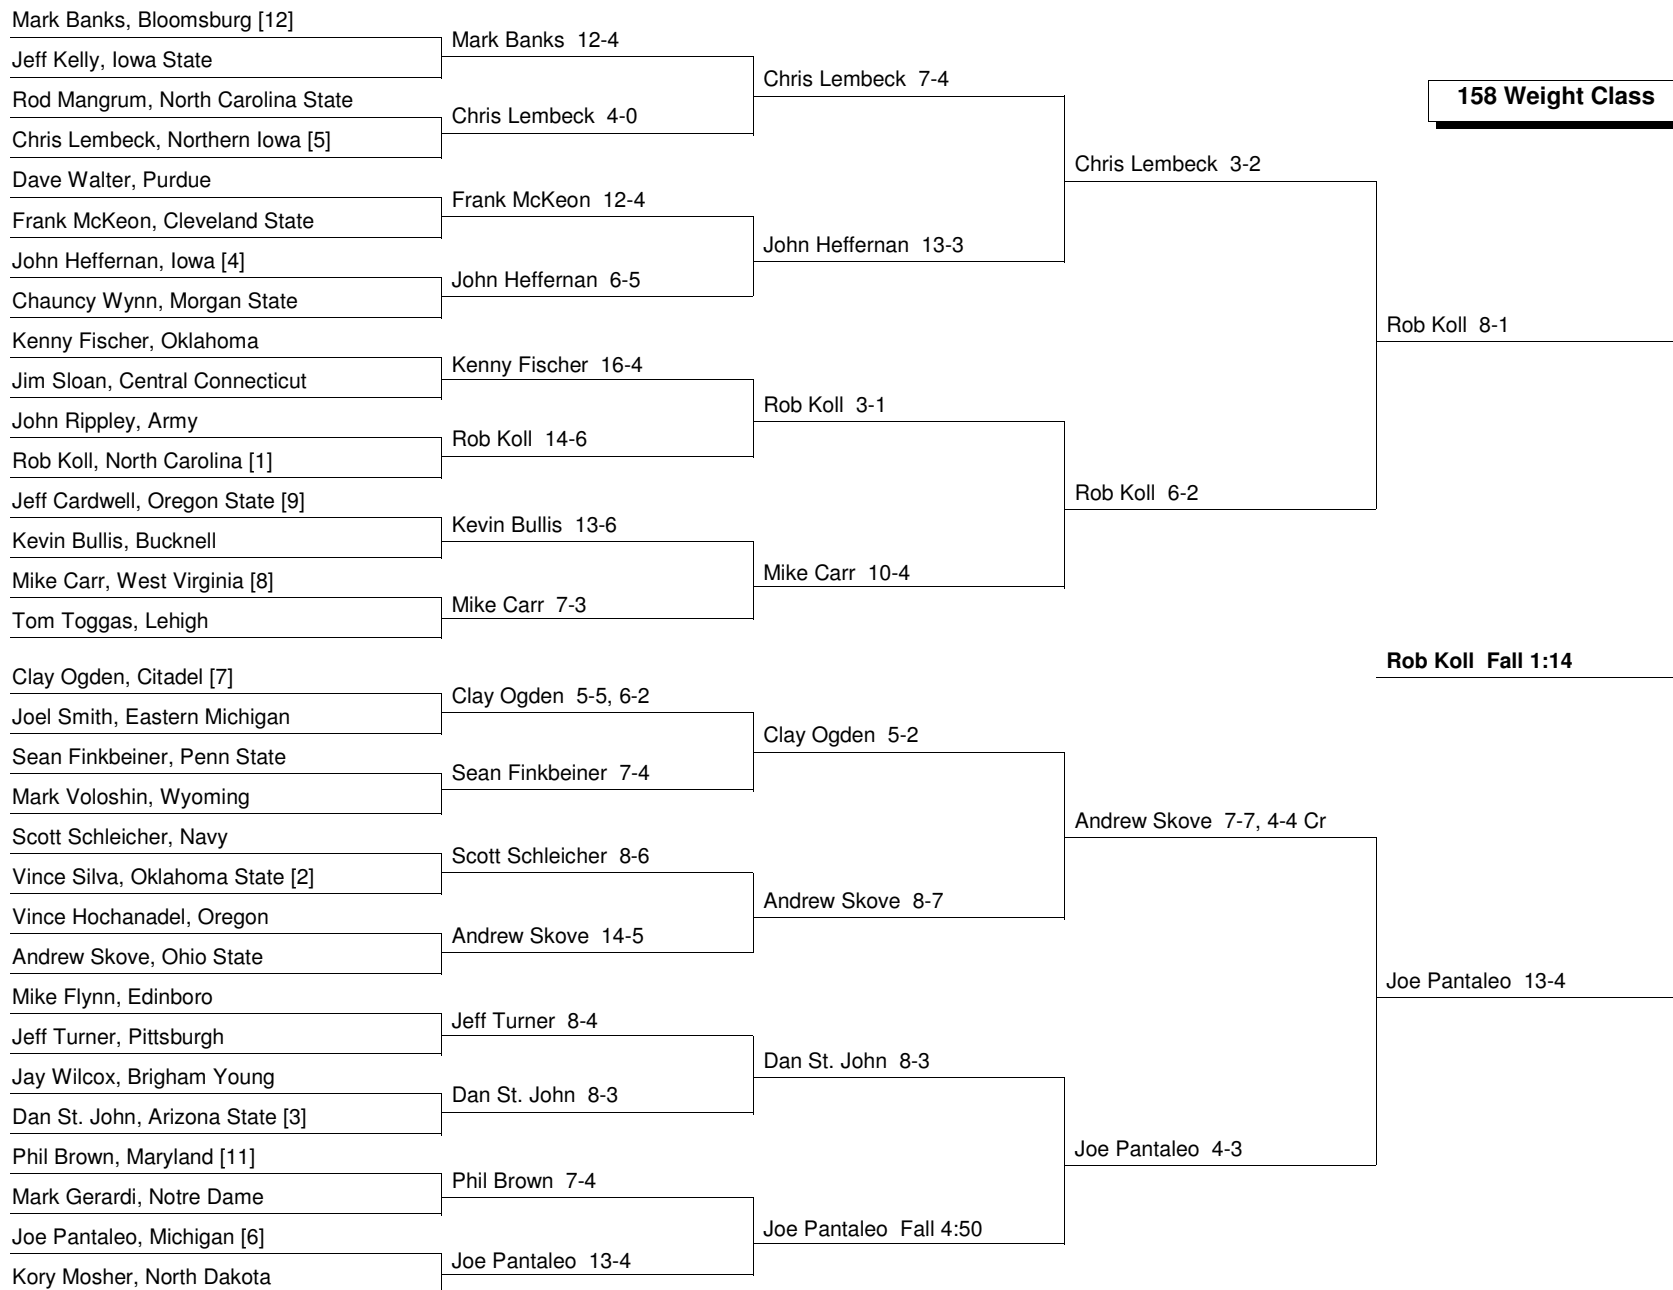 Mark Banks, Bloomsburg [12]
Jeff Kelly, Iowa State
Rod Mangrum, North Carolina State
Chris Lembeck, Northern Iowa [5]
Dave Walter, Purdue
Frank McKeon, Cleveland State
John Heffernan, Iowa [4]
Chauncy Wynn, Morgan State
Kenny Fischer, Oklahoma
Jim Sloan, Central Connecticut
John Rippley, Army
Rob Koll, North Carolina [1]
Jeff Cardwell, Oregon State [9]
Kevin Bullis, Bucknell
Mike Carr, West Virginia [8]
Tom Toggas, Lehigh
Clay Ogden, Citadel [7]
Joel Smith, Eastern Michigan
Sean Finkbeiner, Penn State
Mark Voloshin, Wyoming
Scott Schleicher, Navy
Vince Silva, Oklahoma State [2]
Vince Hochanadel, Oregon
Andrew Skove, Ohio State
Mike Flynn, Edinboro
Jeff Turner, Pittsburgh
Jay Wilcox, Brigham Young
Dan St. John, Arizona State [3]
Phil Brown, Maryland [11]
Mark Gerardi, Notre Dame
Joe Pantaleo, Michigan [6]
Kory Mosher, North Dakota
Mark Banks 12-4
Chris Lembeck 4-0
Frank McKeon 12-4
John Heffernan 6-5
Kenny Fischer 16-4
Rob Koll 14-6
Kevin Bullis 13-6
Mike Carr 7-3
Clay Ogden 5-5, 6-2
Sean Finkbeiner 7-4
Scott Schleicher 8-6
Andrew Skove 14-5
Jeff Turner 8-4
Dan St. John 8-3
Phil Brown 7-4
Joe Pantaleo 13-4
Chris Lembeck 7-4
John Heffernan 13-3
Rob Koll 3-1
Mike Carr 10-4
Clay Ogden 5-2
Andrew Skove 8-7
Dan St. John 8-3
Joe Pantaleo Fall 4:50
Chris Lembeck 3-2
Rob Koll 6-2
Andrew Skove 7-7, 4-4 Cr
Joe Pantaleo 4-3
158 Weight Class
Rob Koll 8-1
Rob Koll Fall 1:14
Joe Pantaleo 13-4